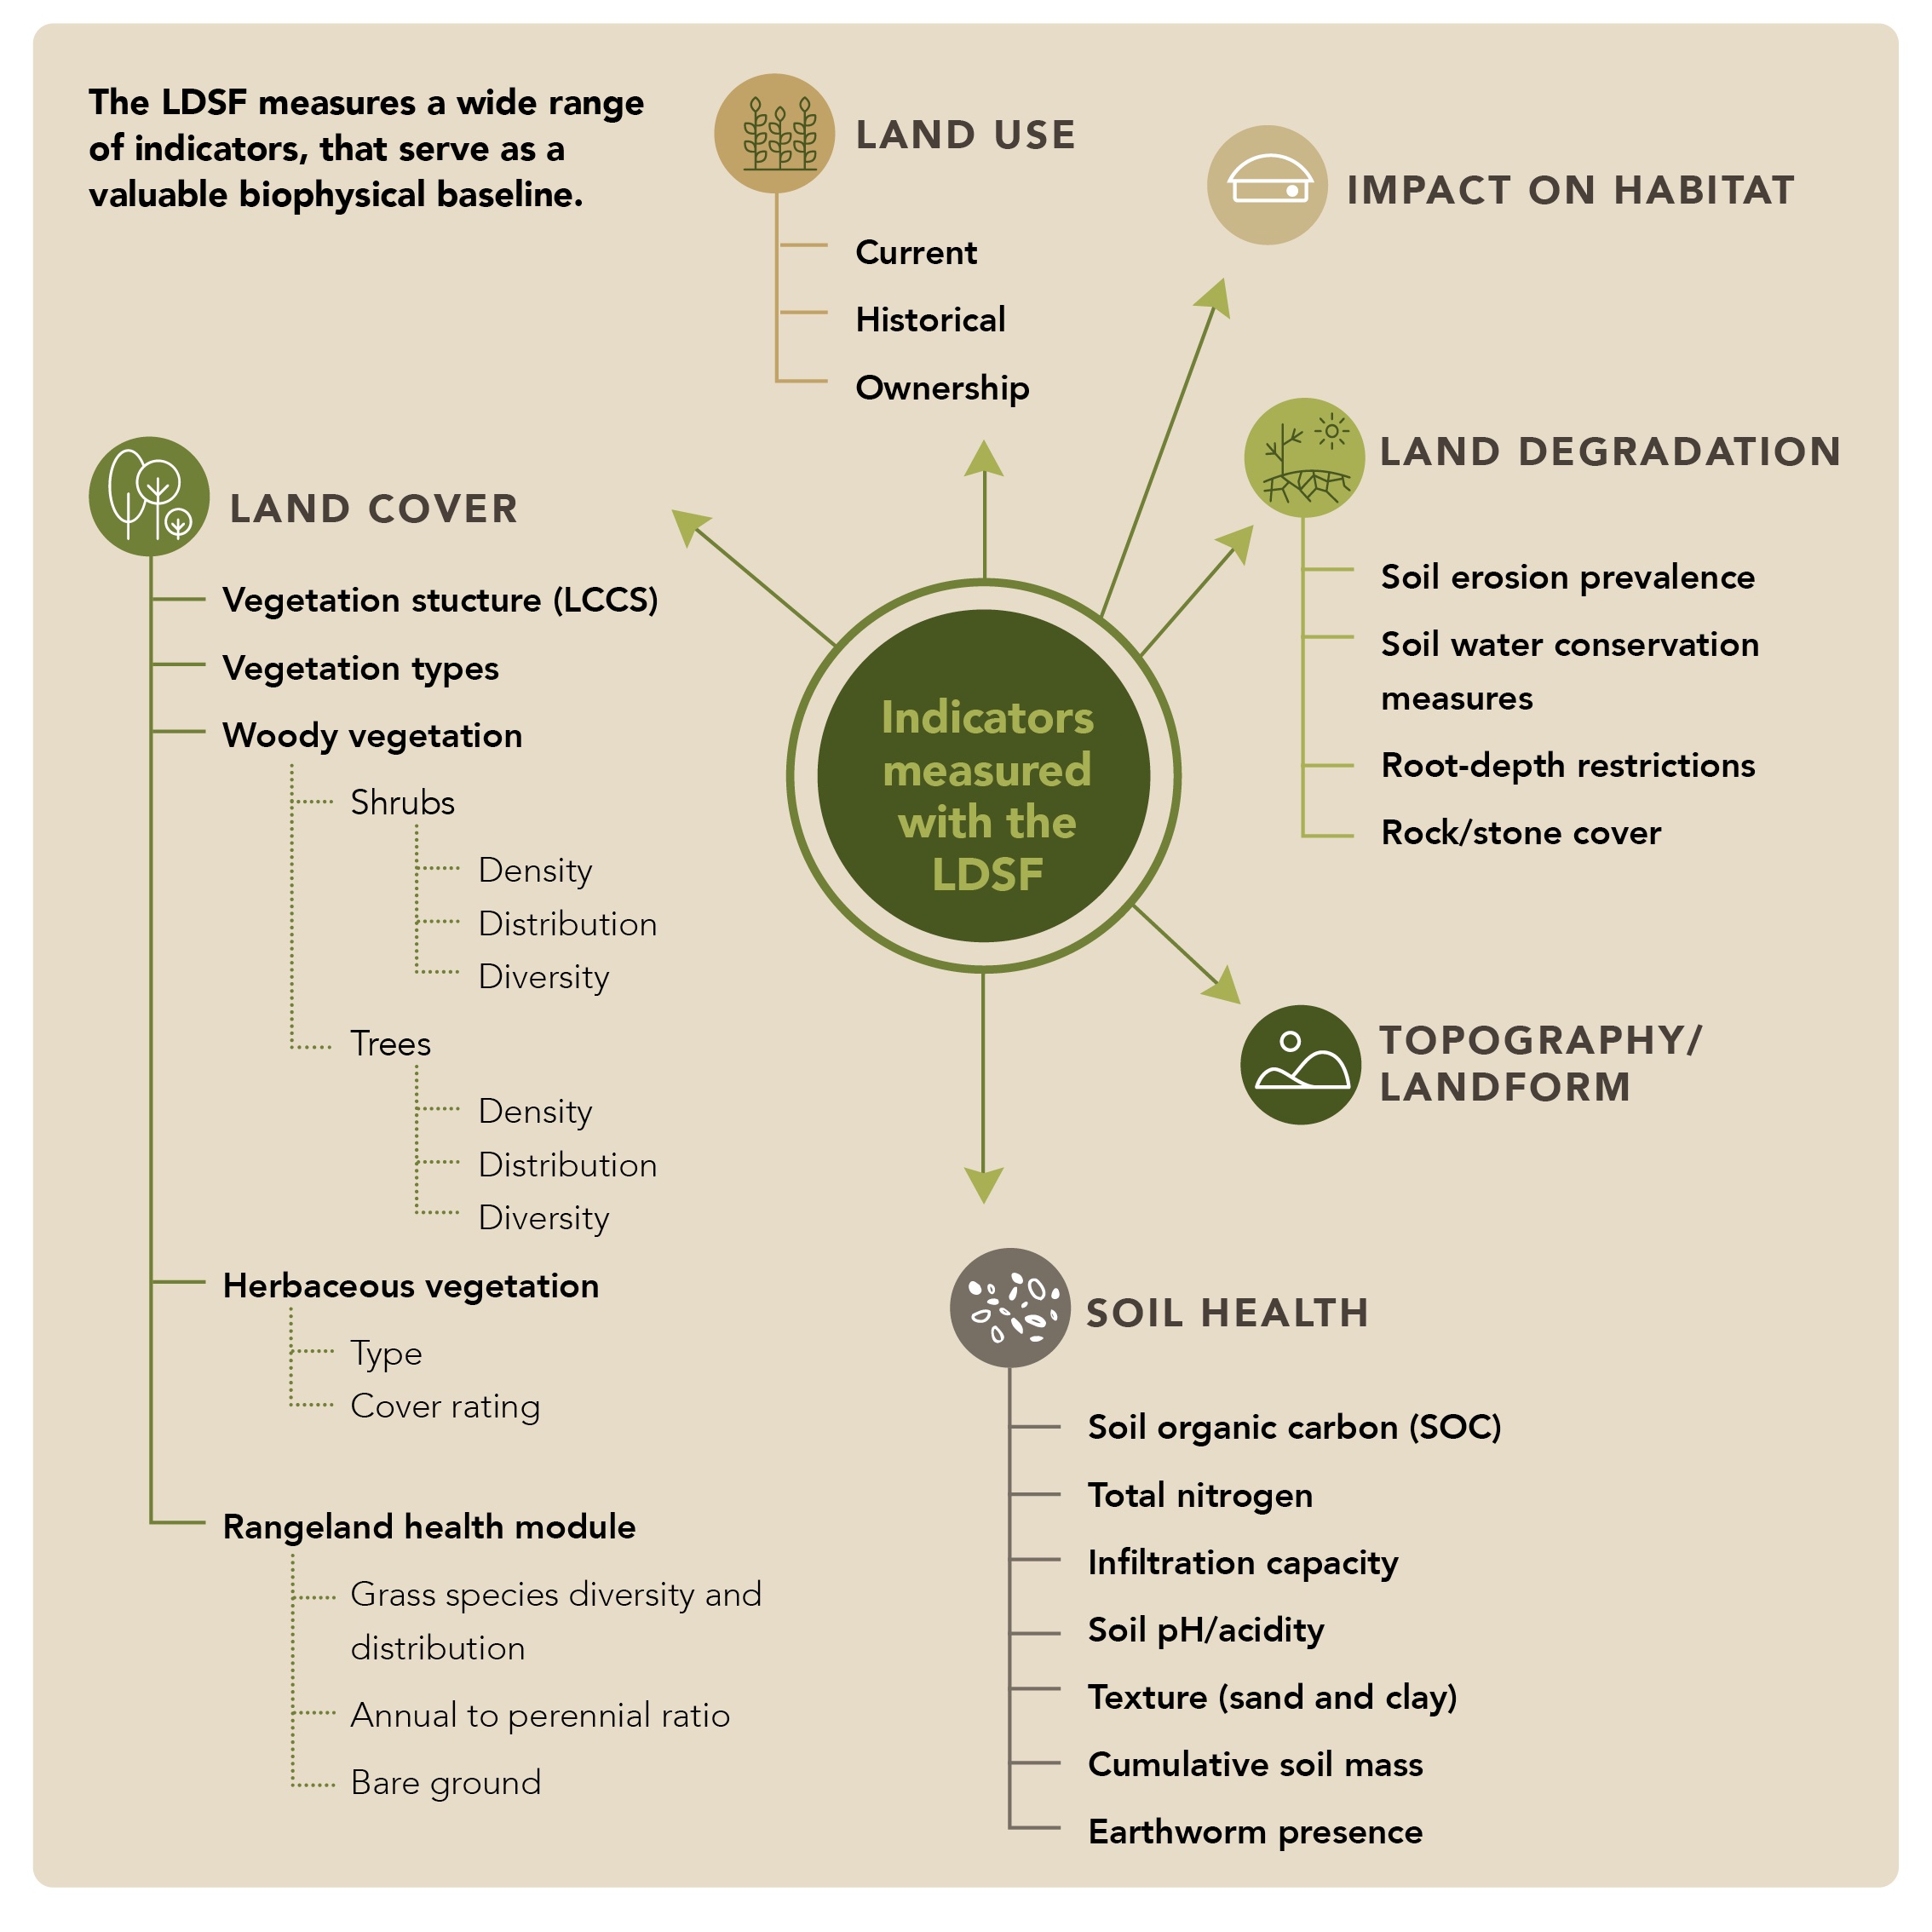 The LDSF measures a wide range
of indicators, that serve as a
valuable biophysical baseline.
LAND USE
Current
Historical
Ownership
IMPACT ON HABITAT
LAND DEGRADATION
Soil erosion prevalence
Soil water conservation
measures
Root-depth restrictions
Rock/stone cover
LAND COVER
Vegetation stucture (LCCS)
Vegetation types
Woody vegetation
Shrubs
Density
Distribution
Diversity
Trees
Density
Distribution
Diversity
Herbaceous vegetation
Type
Cover rating
Rangeland health module
Grass species diversity and
distribution
Annual to perennial ratio
Bare ground
Indicators
measured
with the
LDSF
TOPOGRAPHY/
LANDFORM
SOIL HEALTH
Soil organic carbon (SOC)
Total nitrogen
Infiltration capacity
Soil pH/acidity
Texture (sand and clay)
Cumulative soil mass
Earthworm presence